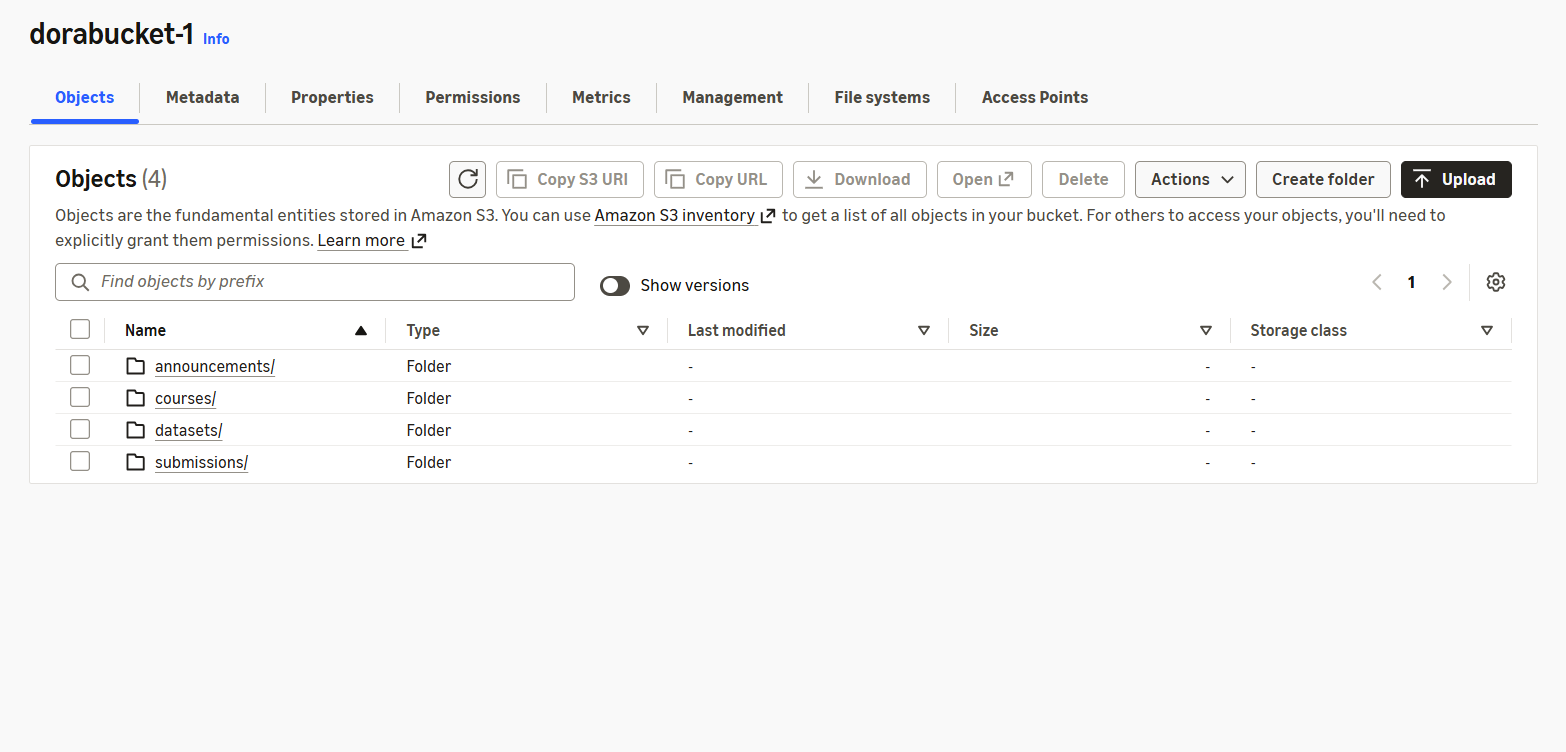 dorabucket-1 Info
Objects Metadata Properties Permissions Metrics Management File systems Access Points
Objects (4) Copy S3 URI Copy URL Download Open Delete Actions Create folder Upload
Objects are the fundamental entities stored in Amazon S3. You can use Amazon S3 inventory to get a list of all objects in your bucket. For others to access your objects, you'll need to
explicitly grant them permissions. Learn more
Find objects by prefix Show versions 1
Name Type Last modified Size Storage class
announcements/ Folder - - -
courses/ Folder - - -
datasets/ Folder - - -
submissions/ Folder - - -